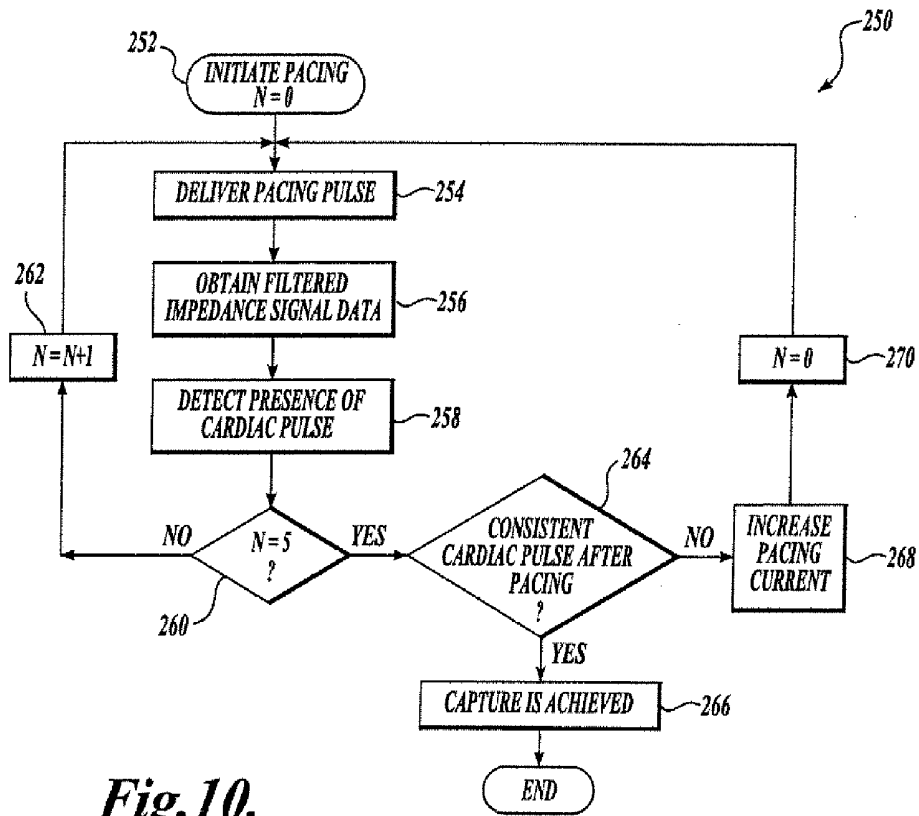 250
252
INITIATE PACING
N = 0
DELIVER PACING PULSE
254
OBTAIN FILTERED
IMPEDANCE SIGNAL DATA
256
262
N = N+1
N = 0
270
DETECT PRESENCE OF
CARDIAC PULSE
258
264
NO
N = 5
?
YES
260
CONSISTENT
CARDIAC PULSE AFTER
PACING
?
NO
INCREASE
PACING
CURRENT
268
YES
CAPTURE IS ACHIEVED
266
END
Fig.10.